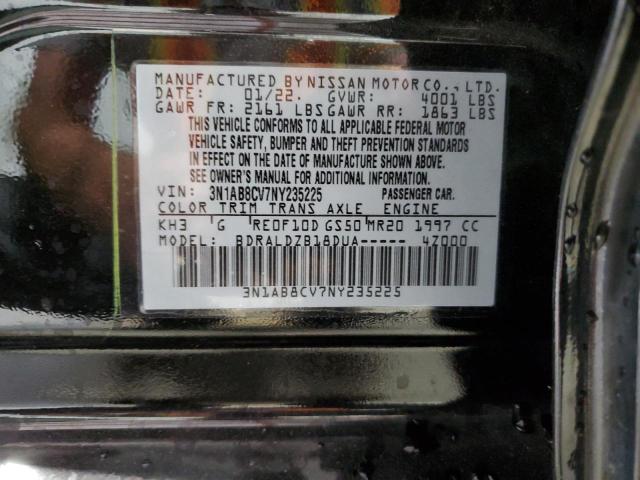 MANUFACTURED BY NISSAN MOTOR CO., LTD.
DATE: 01/22. GVWR: 4001 LBS
GAWR FR: 2161 LBS GAWR RR: 1863 LBS
THIS VEHICLE CONFORMS TO ALL APPLICABLE FEDERAL MOTOR
VEHICLE SAFETY, BUMPER AND THEFT PREVENTION STANDARDS
IN EFFECT ON THE DATE OF MANUFACTURE SHOWN ABOVE.
SEE OWNER'S MANUAL FOR ADDITIONAL INFORMATION.
VIN: 3N1AB8CV7NY235225 PASSENGER CAR.
COLOR TRIM TRANS AXLE ENGINE
KH3 G RE0F10D GS50 MR20 1997 CC
MODEL: BDRALDZB18DUA----- 47000
3N1AB8CV7NY235225